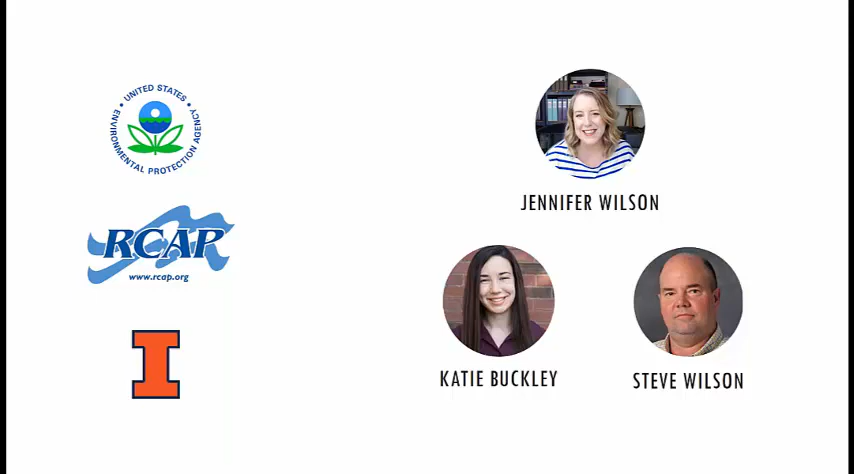 UNITED STATES
ENVIRONMENTAL PROTECTION AGENCY
RCAP
www.rcap.org
I
JENNIFER WILSON
KATIE BUCKLEY
STEVE WILSON